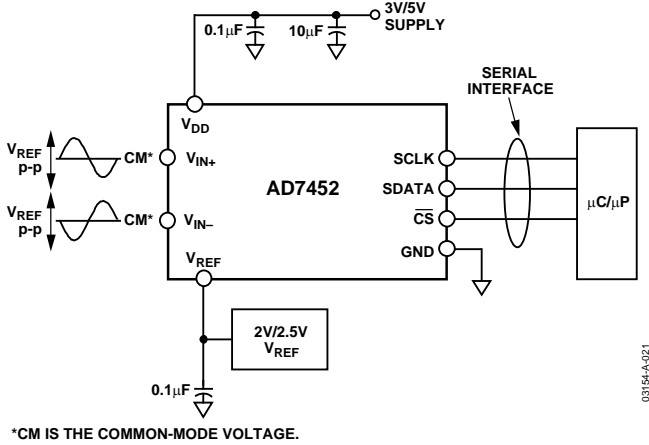 3V/5V
SUPPLY
0.1µF
10µF
SERIAL
INTERFACE
VDD
VREF
p-p
CM*
VIN+
SCLK
AD7452
SDATA
µC/µP
VREF
p-p
CM*
VIN–
CS
GND
VREF
2V/2.5V
VREF
0.1µF
03154-A-021
*CM IS THE COMMON-MODE VOLTAGE.